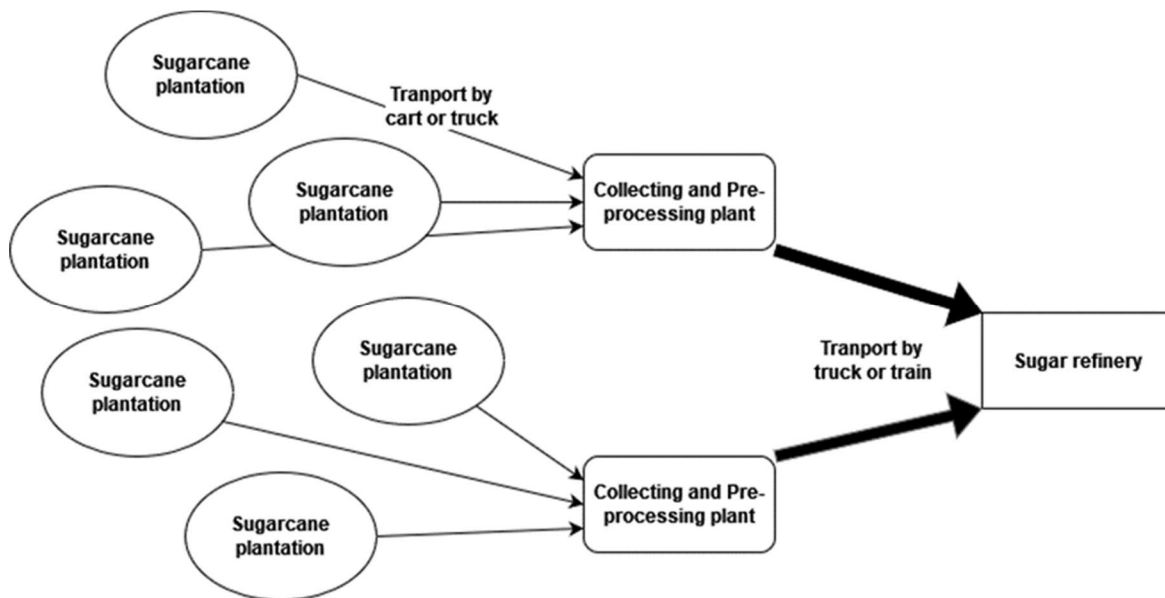 Sugarcane
plantation
Tranport by
cart or truck
Sugarcane
plantation
Collecting and Pre-
processing plant
Sugarcane
plantation
Sugarcane
plantation
Tranport by
truck or train
Sugar refinery
Sugarcane
plantation
Collecting and Pre-
processing plant
Sugarcane
plantation